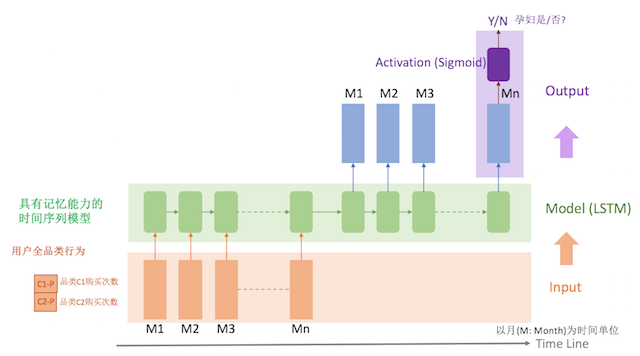 Y/N 孕妇是/否?
Activation (Sigmoid)
M1 M2 M3 Mn
Output
具有记忆能力的
时间序列模型
Model (LSTM)
用户全品类行为
C1-P 品类C1购买次数
C2-P 品类C2购买次数
Input
M1 M2 M3 Mn
以月(M: Month)为时间单位
Time Line